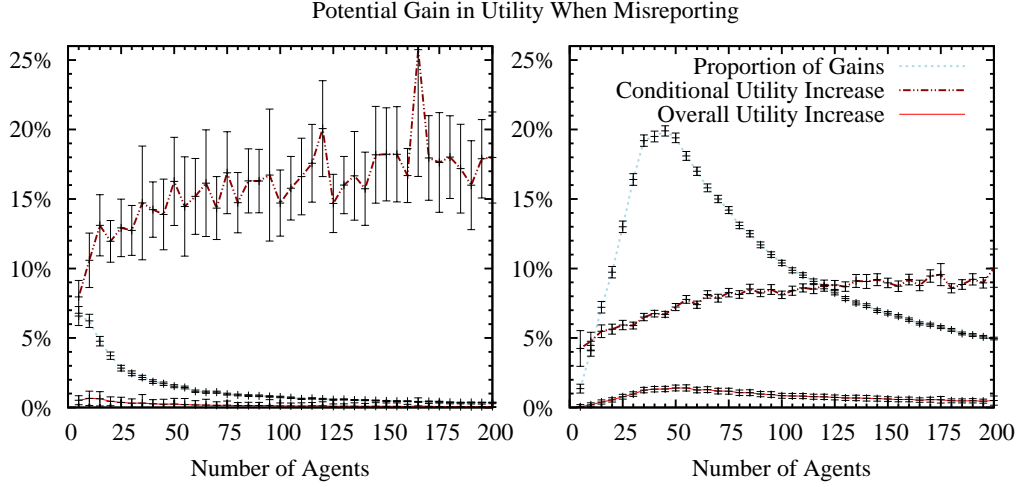 Potential Gain in Utility When Misreporting
25%
20%
15%
10%
5%
0%
0 25 50 75 100 125 150 175 200
Number of Agents
25%
20%
15%
10%
5%
0%
0 25 50 75 100 125 150 175 200
Number of Agents
Proportion of Gains
Conditional Utility Increase
Overall Utility Increase